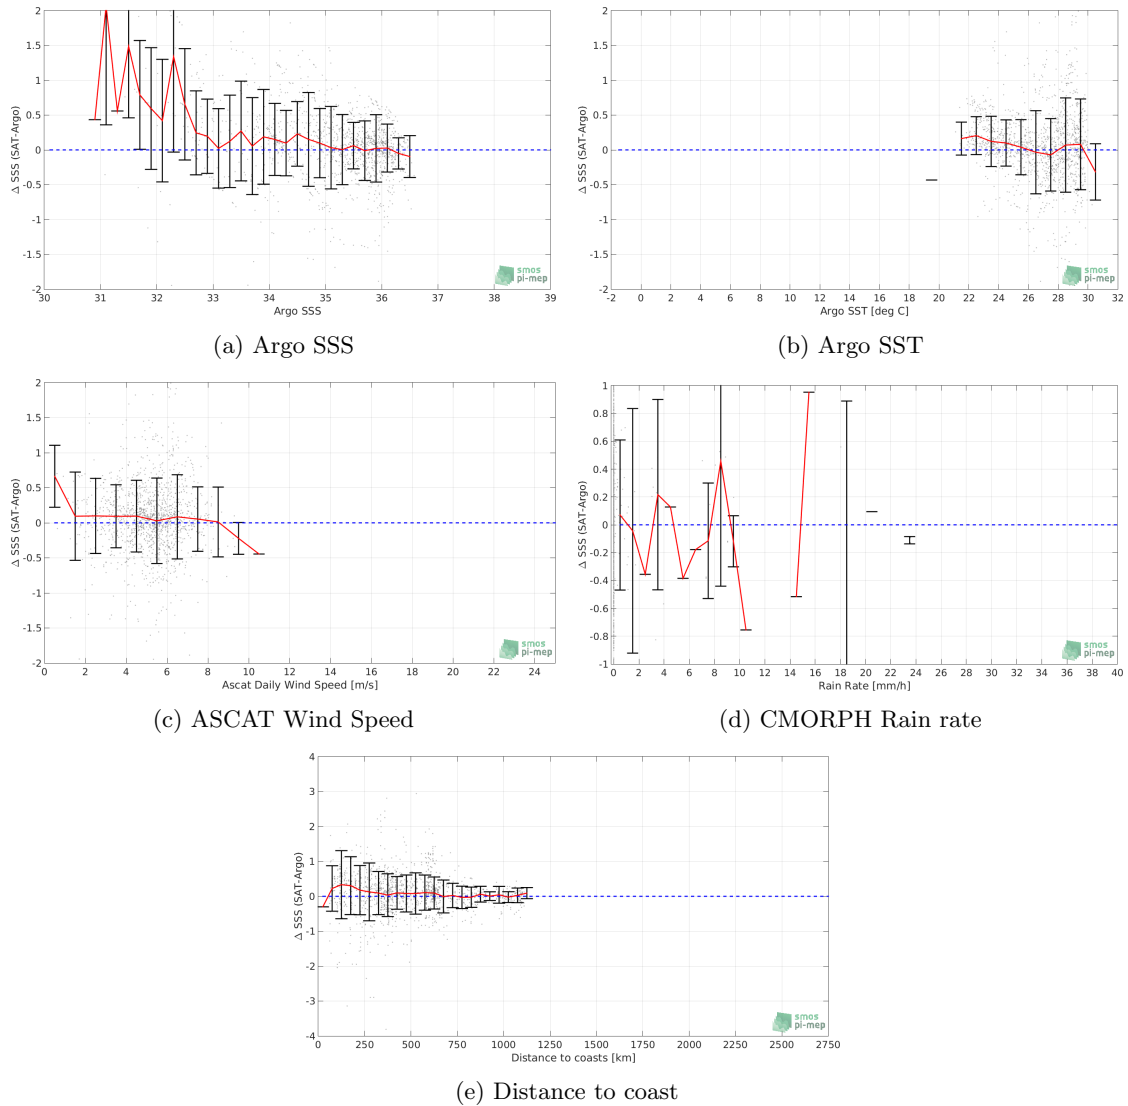 2
1.5
1
0.5
0
-0.5
-1
-1.5
-2
Δ SSS (SAT-Argo)
30 31 32 33 34 35 36 37 38 39
Argo SSS
smos
pi-mep
(a) Argo SSS
2
1.5
1
0.5
0
-0.5
-1
-1.5
-2
Δ SSS (SAT-Argo)
-2 0 2 4 6 8 10 12 14 16 18 20 22 24 26 28 30 32
Argo SST [deg C]
smos
pi-mep
(b) Argo SST
2
1.5
1
0.5
0
-0.5
-1
-1.5
-2
Δ SSS (SAT-Argo)
0 2 4 6 8 10 12 14 16 18 20 22 24
Ascat Daily Wind Speed [m/s]
smos
pi-mep
(c) ASCAT Wind Speed
1
0.8
0.6
0.4
0.2
0
-0.2
-0.4
-0.6
-0.8
-1
Δ SSS (SAT-Argo)
0 2 4 6 8 10 12 14 16 18 20 22 24 26 28 30 32 34 36 38 40
Rain Rate [mm/h]
smos
pi-mep
(d) CMORPH Rain rate
4
3
2
1
0
-1
-2
-3
-4
Δ SSS (SAT-Argo)
0 250 500 750 1000 1250 1500 1750 2000 2250 2500 2750
Distance to coasts [km]
smos
pi-mep
(e) Distance to coast